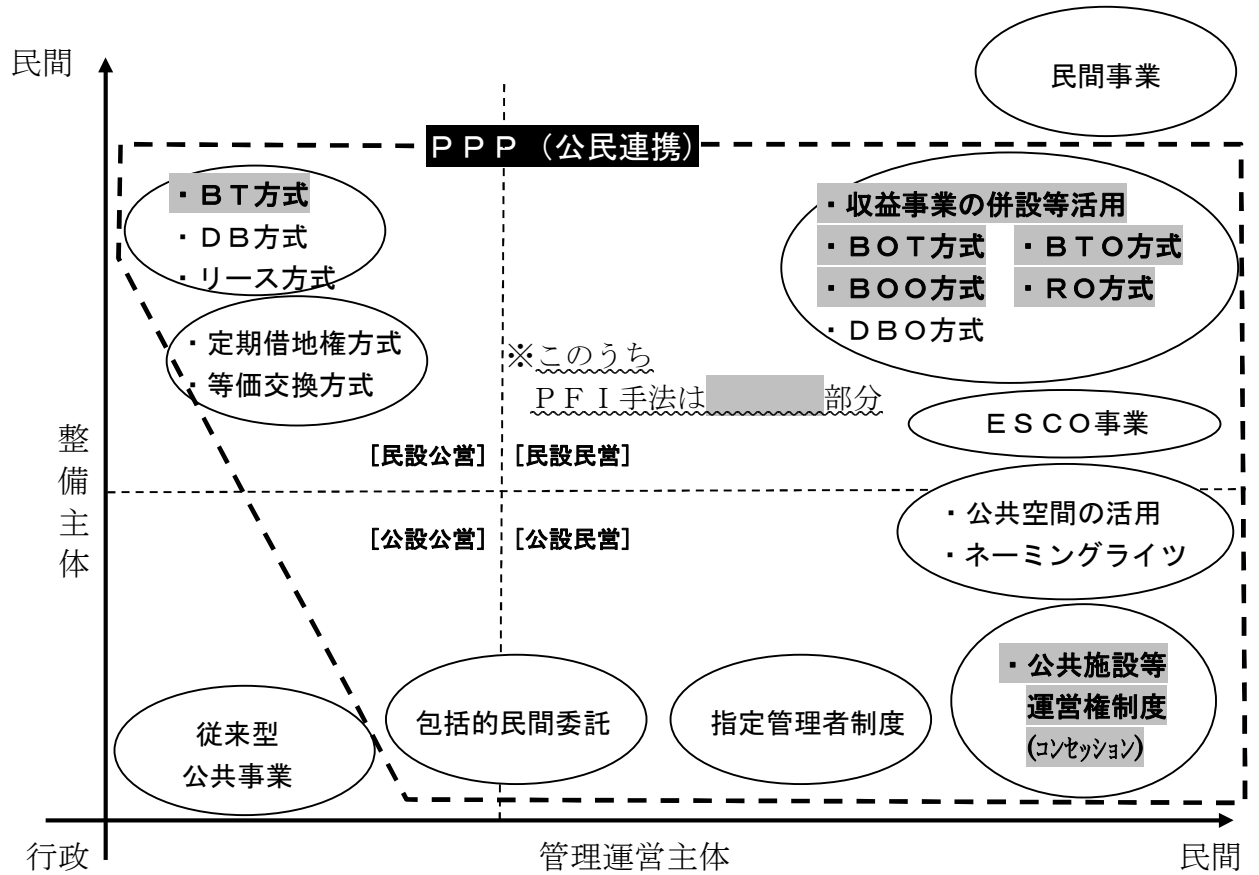 民間
民間事業
ＰＰＰ（公民連携）
・ＢＴ方式
・ＤＢ方式
・リース方式
・定期借地権方式
・等価交換方式
・収益事業の併設等活用
・ＢＯＴ方式　・ＢＴＯ方式
・ＢＯＯ方式　・ＲＯ方式
・ＤＢＯ方式
※このうち
ＰＦＩ手法は　　　　部分
ＥＳＣＯ事業
整備主体
[民設公営]
[民設民営]
[公設公営]
[公設民営]
・公共空間の活用
・ネーミングライツ
・公共施設等
運営権制度
(コンセッション)
従来型
公共事業
包括的民間委託
指定管理者制度
行政
管理運営主体
民間